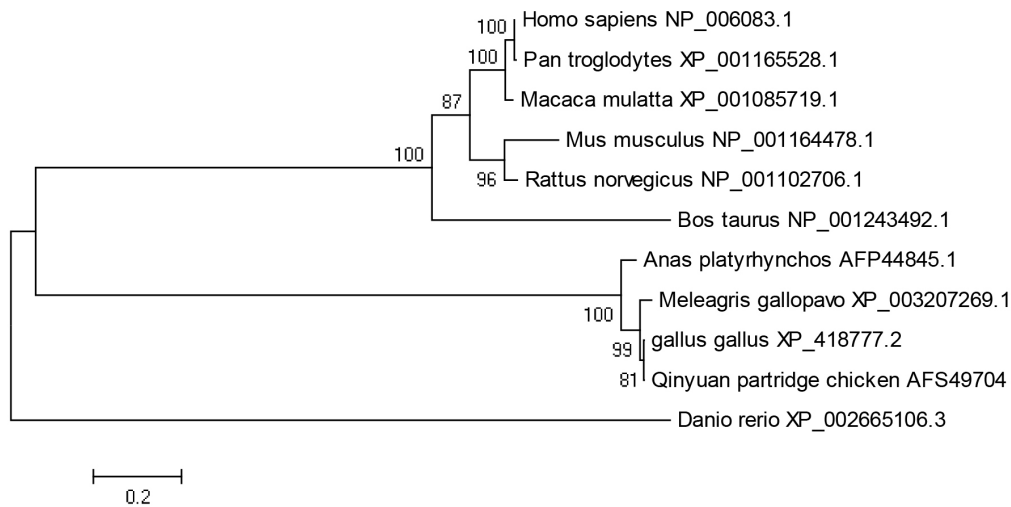 100
Homo sapiens NP_006083.1
100
Pan troglodytes XP_001165528.1
Macaca mulatta XP_001085719.1
87
Mus musculus NP_001164478.1
100
96
Rattus norvegicus NP_001102706.1
Bos taurus NP_001243492.1
Anas platyrhynchos AFP44845.1
Meleagris gallopavo XP_003207269.1
100
gallus gallus XP_418777.2
99
81
Qinyuan partridge chicken AFS49704
Danio rerio XP_002665106.3
0.2